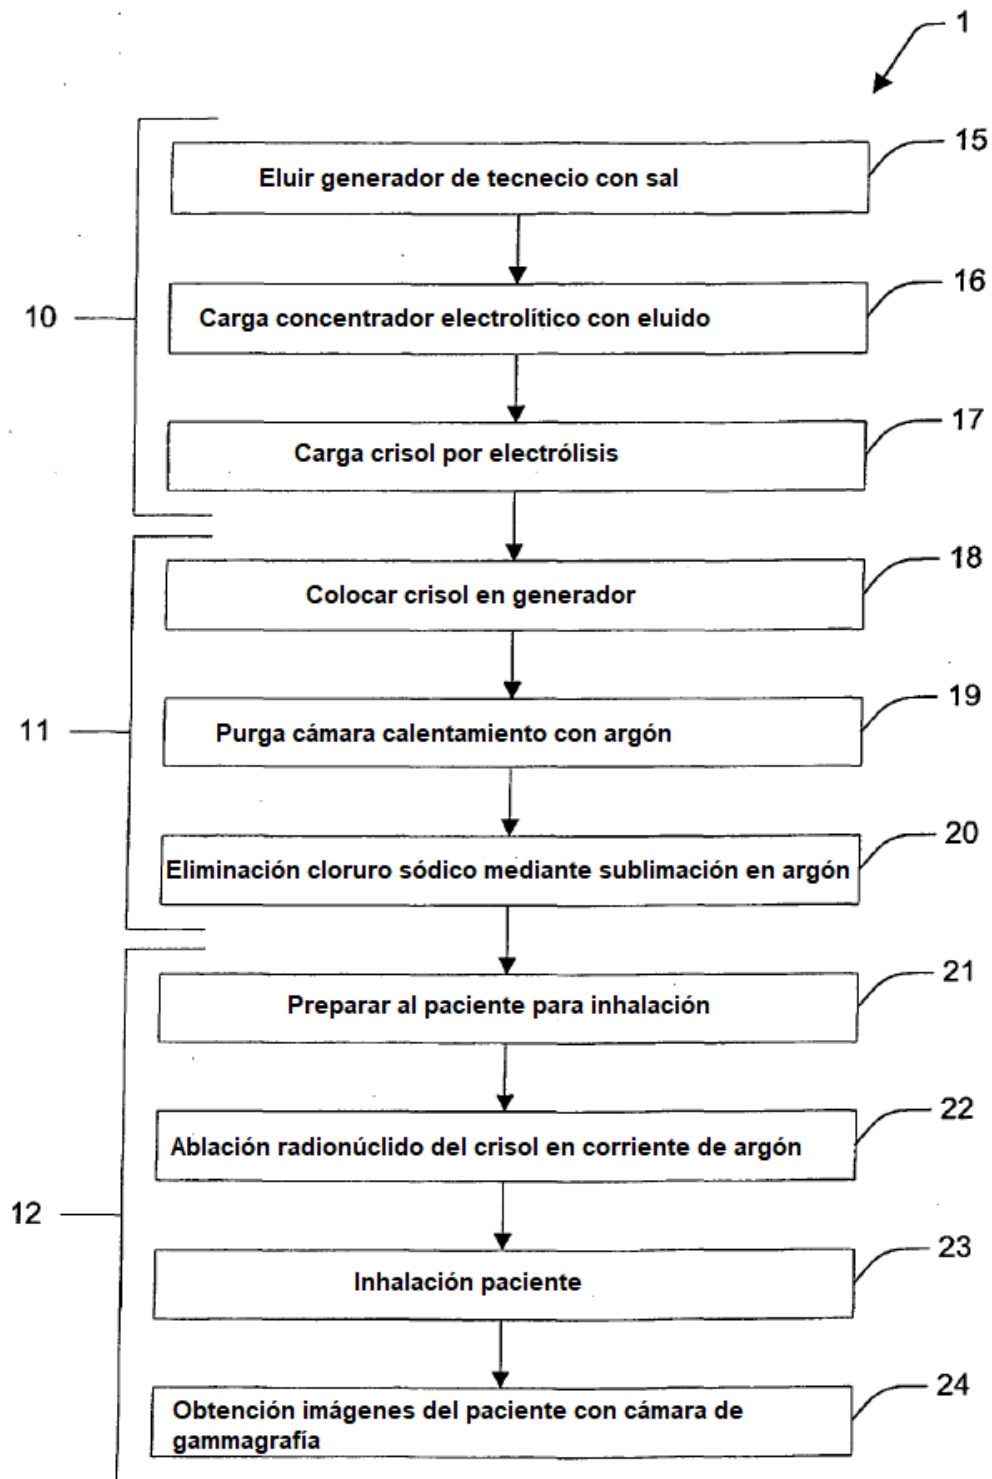 1
15
Eluir generador de tecnecio con sal
16
10
Carga concentrador electrolítico con eluido
17
Carga crisol por electrólisis
18
Colocar crisol en generador
19
11
Purga cámara calentamiento con argón
20
Eliminación cloruro sódico mediante sublimación en argón
21
Preparar al paciente para inhalación
22
Ablación radionúclido del crisol en corriente de argón
12
23
Inhalación paciente
24
Obtención imágenes del paciente con cámara de
gammagrafía